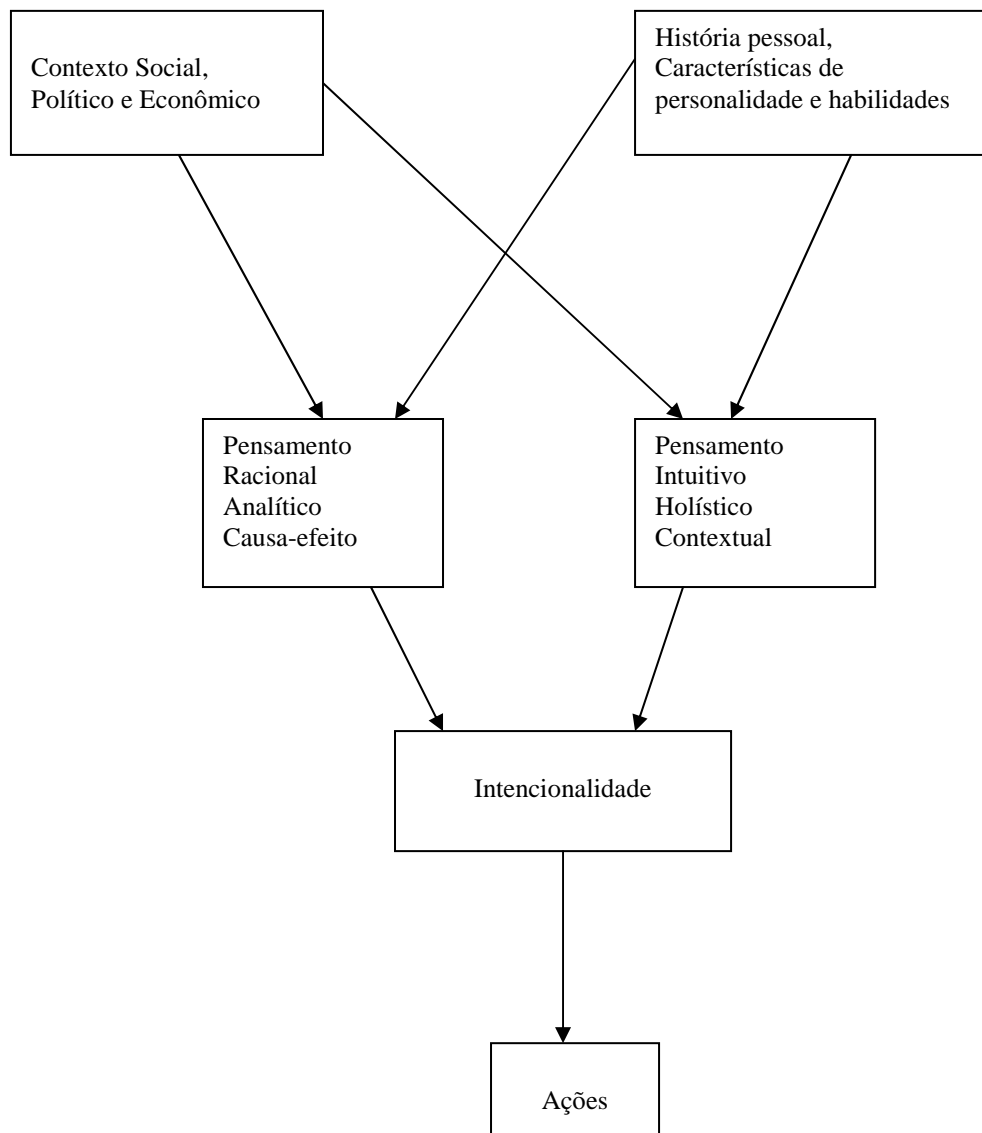 Contexto Social,
Político e Econômico
História pessoal,
Características de
personalidade e habilidades
Pensamento
Racional
Analítico
Causa-efeito
Pensamento
Intuitivo
Holístico
Contextual
Intencionalidade
Ações